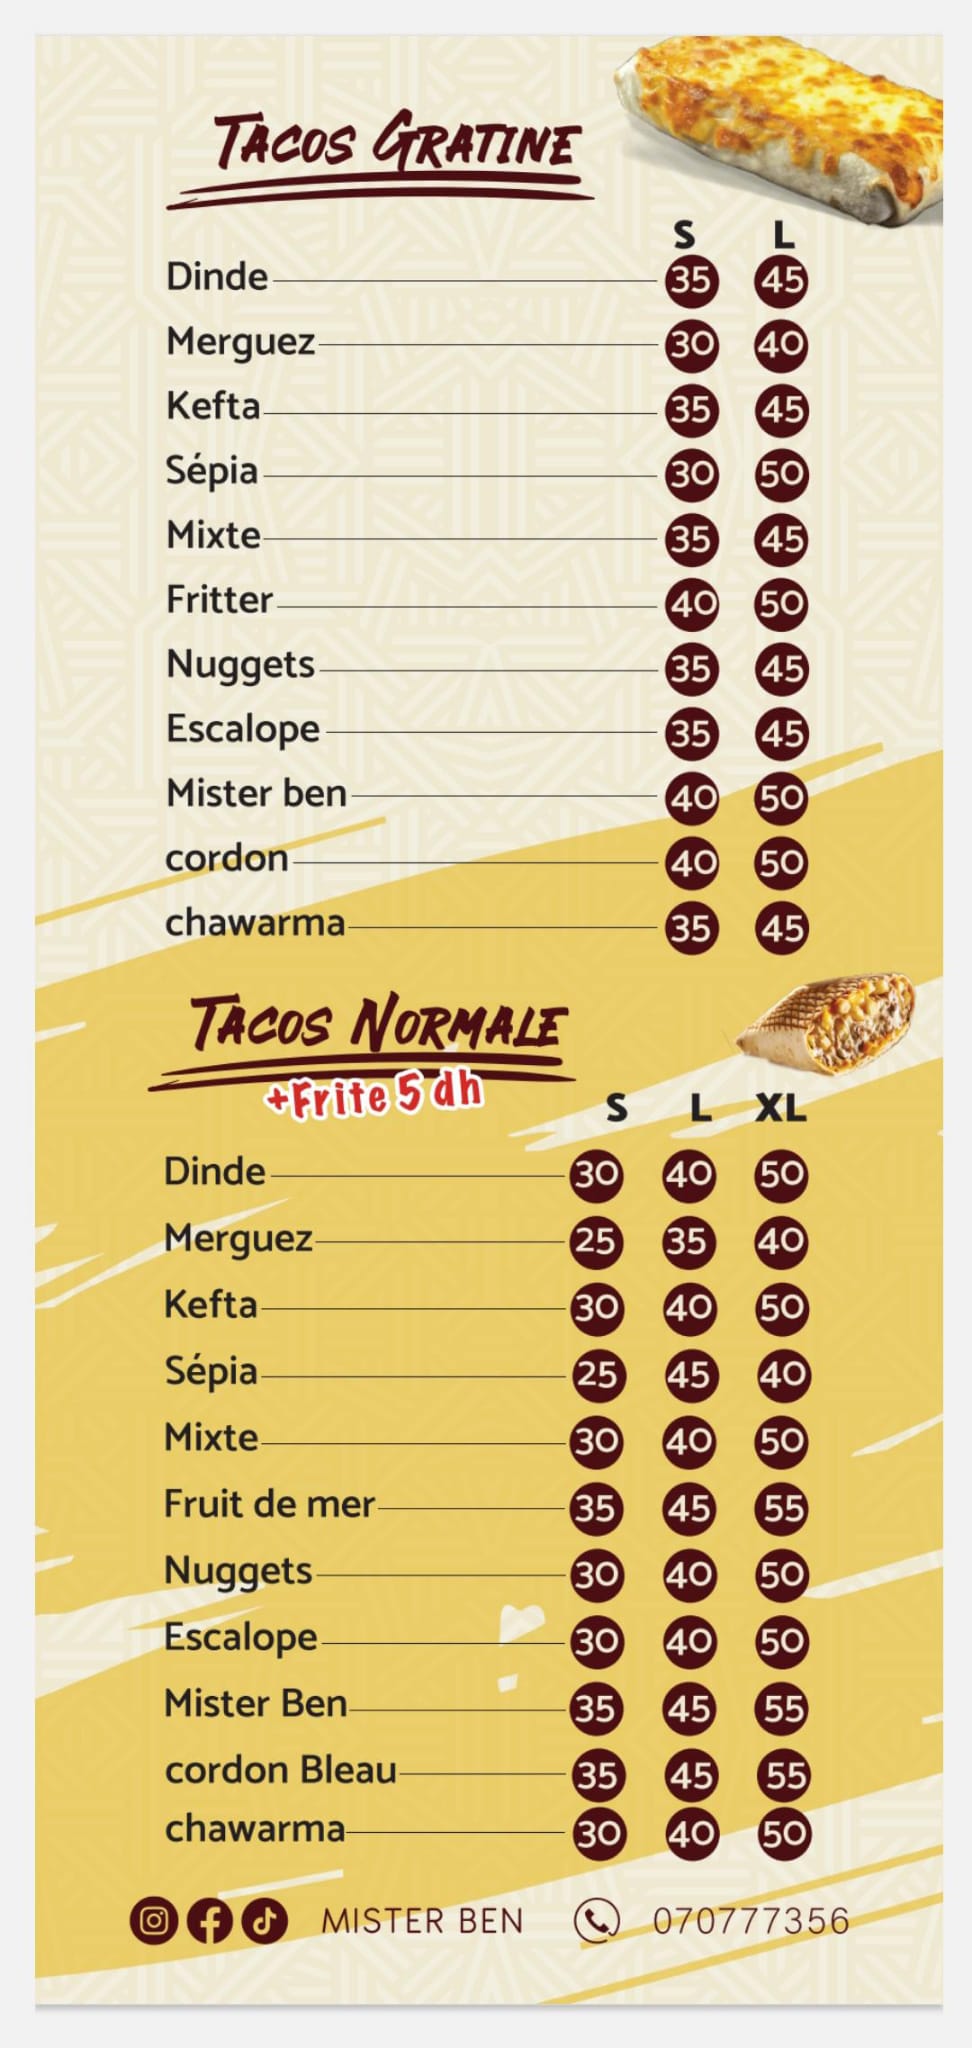 TACOS GRATINE
S L
Dinde 35 45
Merguez 30 40
Kefta 35 45
Sépia 30 50
Mixte 35 45
Fritter 40 50
Nuggets 35 45
Escalope 35 45
Mister ben 40 50
cordon 40 50
chawarma 35 45
TACOS NORMALE
+Frite 5 dh
S L XL
Dinde 30 40 50
Merguez 25 35 40
Kefta 30 40 50
Sépia 25 45 40
Mixte 30 40 50
Fruit de mer 35 45 55
Nuggets 30 40 50
Escalope 30 40 50
Mister Ben 35 45 55
cordon Bleau 35 45 55
chawarma 30 40 50
MISTER BEN 070777356